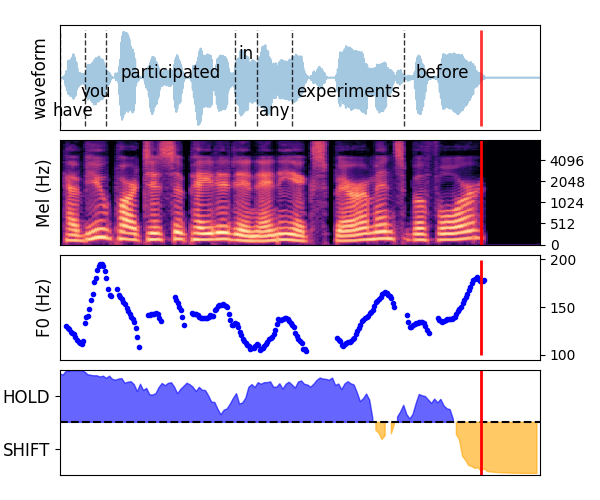 waveform
have
you
participated
in
any
experiments
before
Mel (Hz)
4096
2048
1024
512
0
F0 (Hz)
200
150
100
HOLD
SHIFT